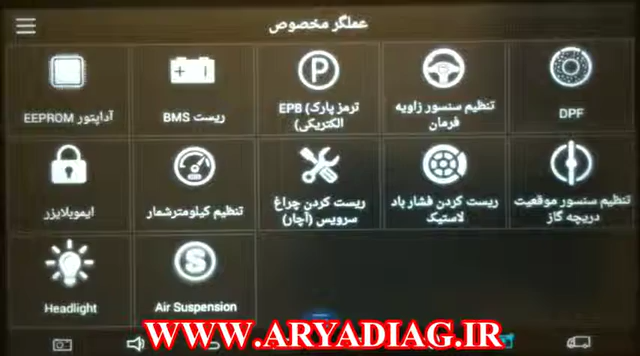 عملگر مخصوص
DPF
تنظیم سنسور زاویه
فرمان
ترمز پارک) EPB
الکتریکی(
ریست BMS
آداپتور EEPROM
تنظیم سنسور موقعیت
دریچه گاز
ریست کردن فشار باد
لاستیک
ریست کردن چراغ
سرویس (آچار)
تنظیم کیلومترشمار
ایموبلایزر
Air Suspension
Headlight
WWW.ARYADIAG.IR